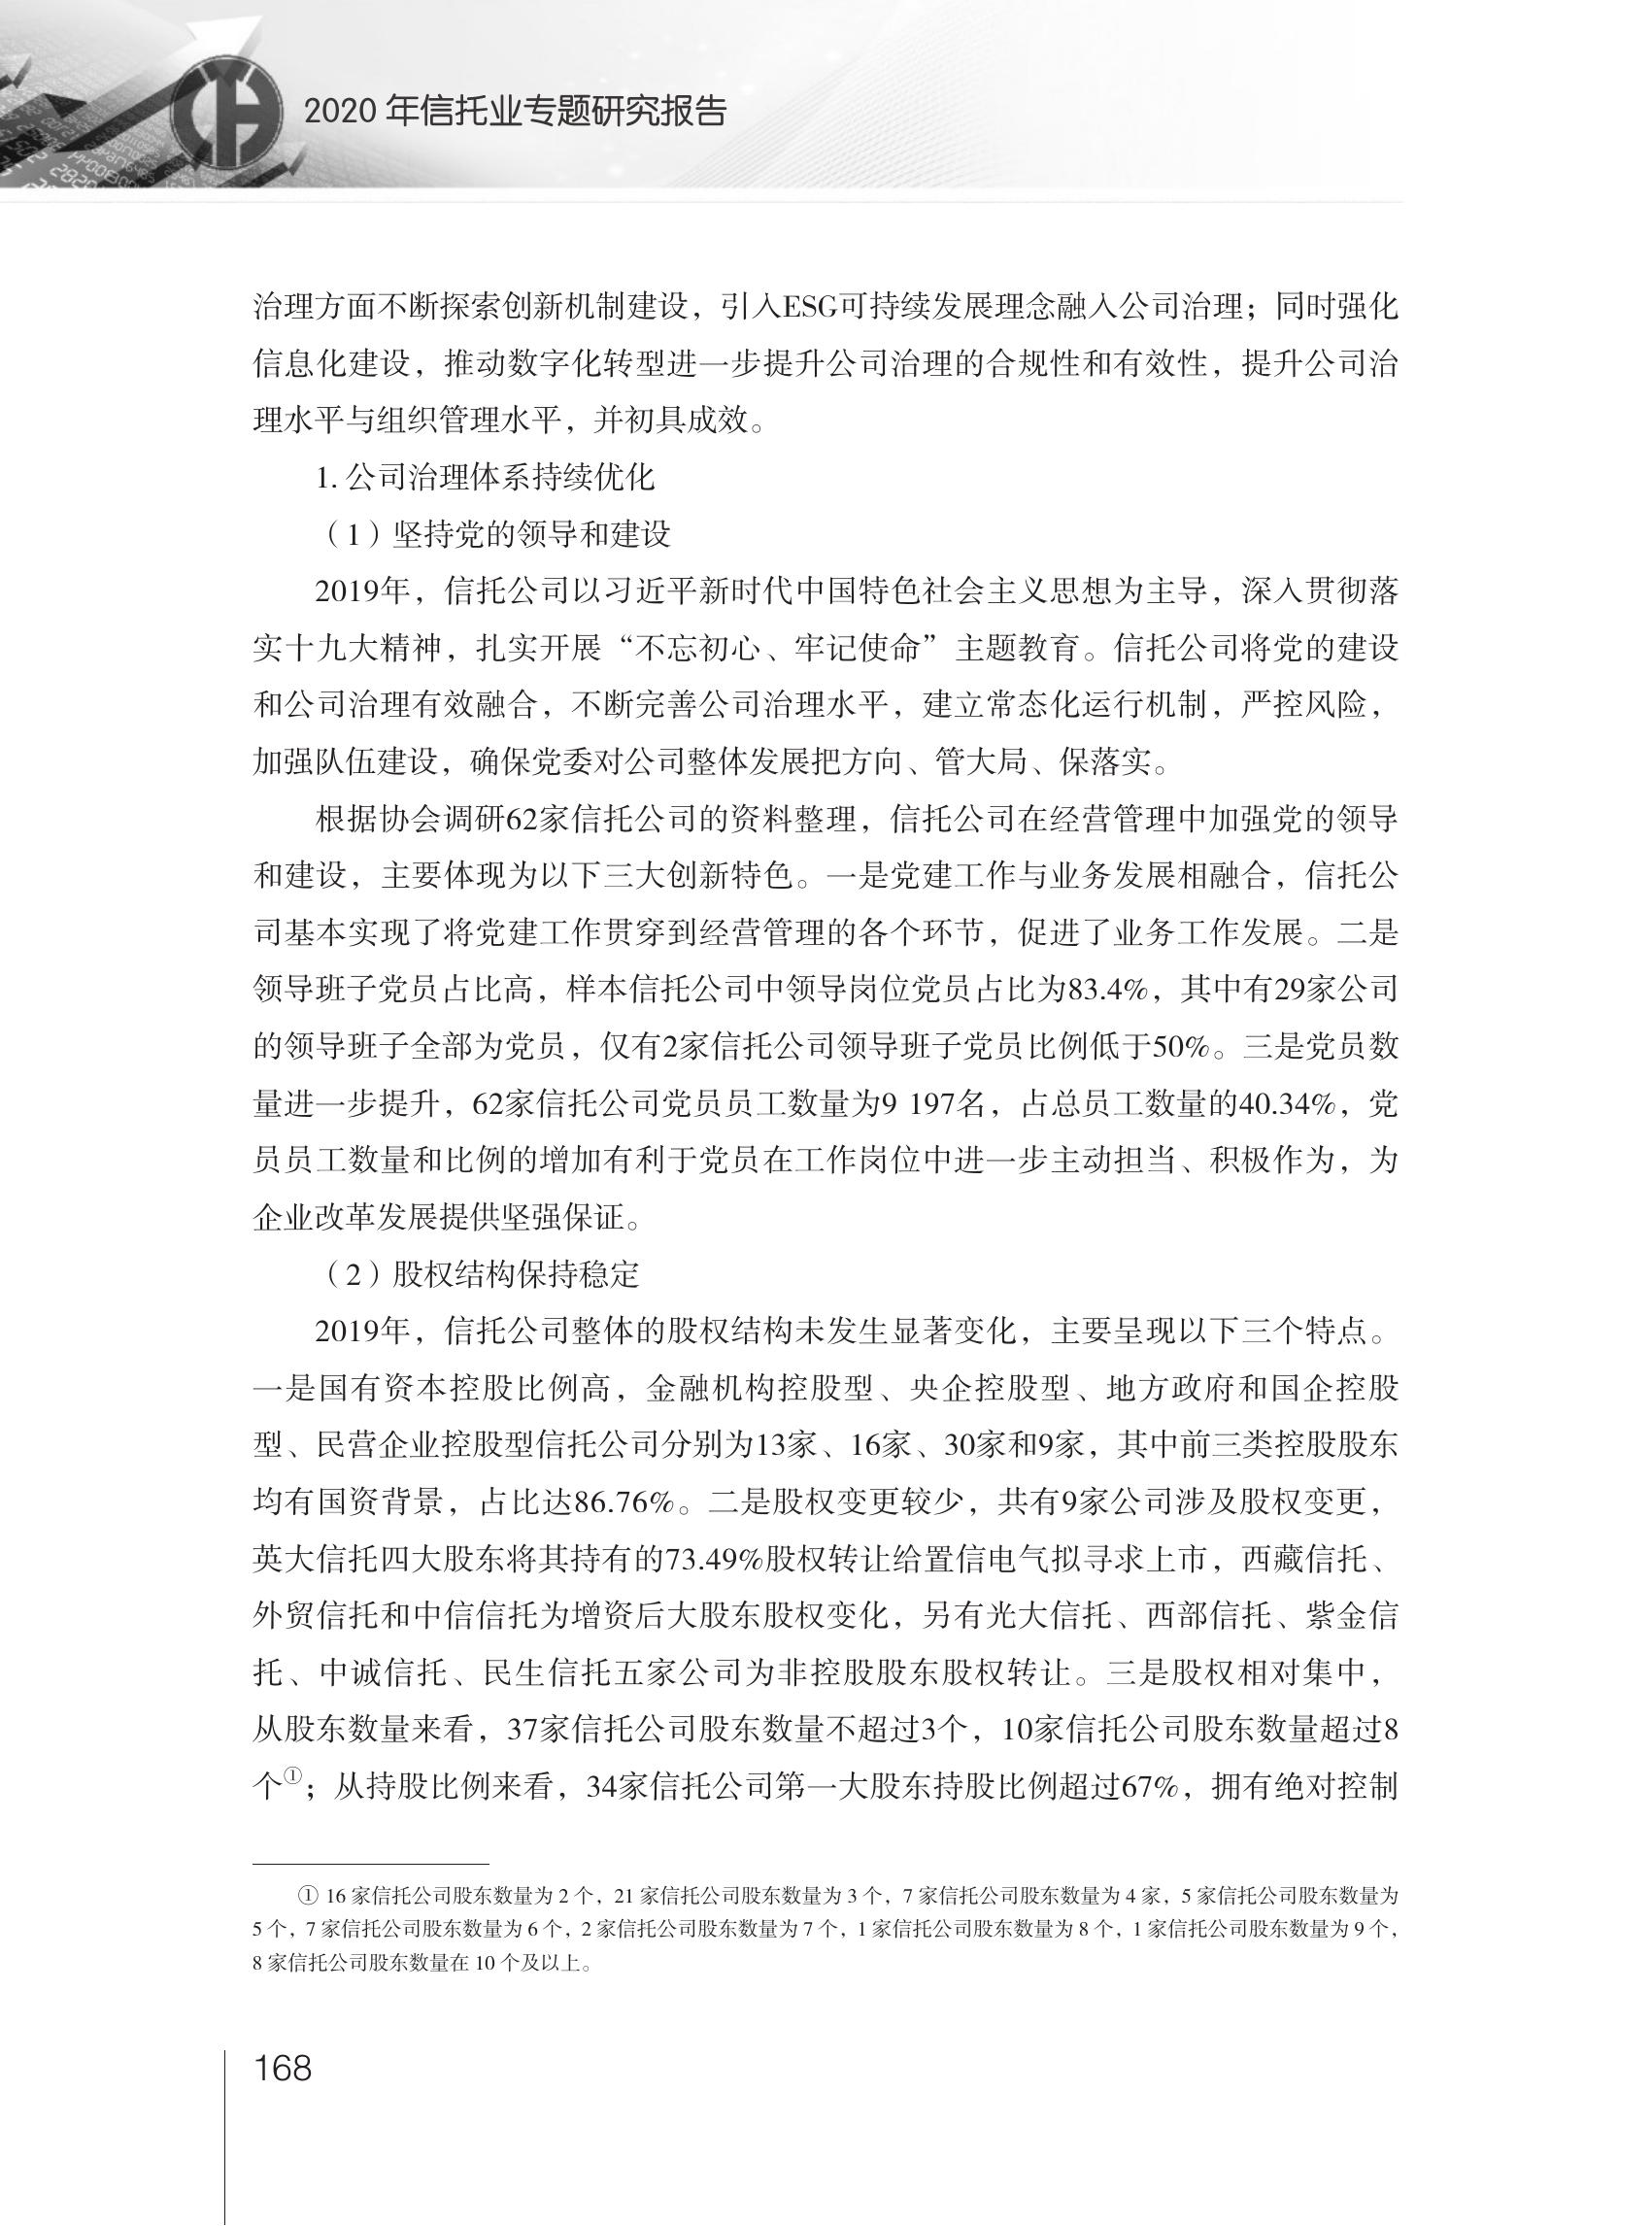 2020 年信托业专题研究报告
治理方面不断探索创新机制建设，引入ESG可持续发展理念融入公司治理；同时强化
信息化建设，推动数字化转型进一步提升公司治理的合规性和有效性，提升公司治
理水平与组织管理水平，并初具成效。
1. 公司治理体系持续优化
（1）坚持党的领导和建设
2019年，信托公司以习近平新时代中国特色社会主义思想为主导，深入贯彻落
实十九大精神，扎实开展“不忘初心、牢记使命”主题教育。信托公司将党的建设
和公司治理有效融合，不断完善公司治理水平，建立常态化运行机制，严控风险，
加强队伍建设，确保党委对公司整体发展把方向、管大局、保落实。
根据协会调研62家信托公司的资料整理，信托公司在经营管理中加强党的领导
和建设，主要体现为以下三大创新特色。一是党建工作与业务发展相融合，信托公
司基本实现了将党建工作贯穿到经营管理的各个环节，促进了业务工作发展。二是
领导班子党员占比高，样本信托公司中领导岗位党员占比为83.4%，其中有29家公司
的领导班子全部为党员，仅有2家信托公司领导班子党员比例低于50%。三是党员数
量进一步提升，62家信托公司党员员工数量为9 197名，占总员工数量的40.34%，党
员员工数量和比例的增加有利于党员在工作岗位中进一步主动担当、积极作为，为
企业改革发展提供坚强保证。
（2）股权结构保持稳定
2019年，信托公司整体的股权结构未发生显著变化，主要呈现以下三个特点。
一是国有资本控股比例高，金融机构控股型、央企控股型、地方政府和国企控股
型、民营企业控股型信托公司分别为13家、16家、30家和9家，其中前三类控股股东
均有国资背景，占比达86.76%。二是股权变更较少，共有9家公司涉及股权变更，
英大信托四大股东将其持有的73.49%股权转让给置信电气拟寻求上市，西藏信托、
外贸信托和中信信托为增资后大股东股权变化，另有光大信托、西部信托、紫金信
托、中诚信托、民生信托五家公司为非控股股东股权转让。三是股权相对集中，
从股东数量来看，37家信托公司股东数量不超过3个，10家信托公司股东数量超过8
个①；从持股比例来看，34家信托公司第一大股东持股比例超过67%，拥有绝对控制
① 16 家信托公司股东数量为 2 个，21 家信托公司股东数量为 3 个，7 家信托公司股东数量为 4 家，5 家信托公司股东数量为
5 个，7 家信托公司股东数量为 6 个，2 家信托公司股东数量为 7 个，1 家信托公司股东数量为 8 个，1 家信托公司股东数量为 9 个，
8 家信托公司股东数量在 10 个及以上。
168